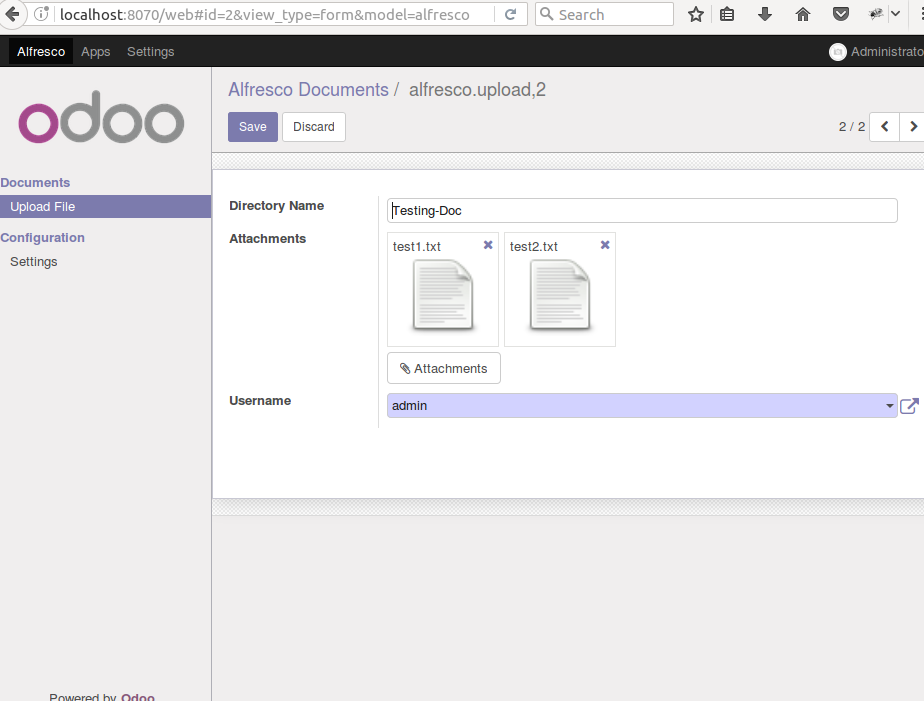 localhost:8070/web#id=2&view_type=form&model=alfresco
Search
Alfresco Apps Settings
Administrato
odoo
Alfresco Documents / alfresco.upload,2
Save Discard
2 / 2
Documents
Upload File
Configuration
Settings
Directory Name
Testing-Doc
Attachments
test1.txt
test2.txt
Attachments
Username
admin
Powered by Odoo